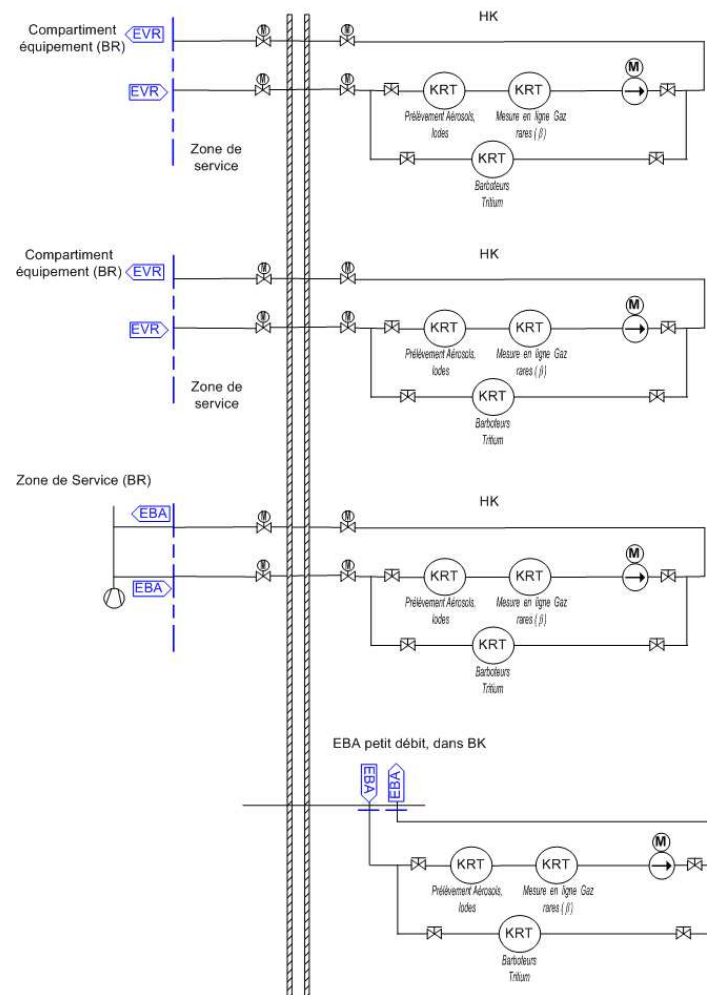 Compartiment
équipement (BR)
EVR
M
M
HK
EVR
M
M
KRT
KRT
M
Prélèvement Aérosols,
Iodes
Mesure en ligne Gaz
rares ( β )
Zone de
service
KRT
Barboteurs
Tritium
Compartiment
équipement (BR)
EVR
M
M
HK
EVR
M
M
KRT
KRT
M
Prélèvement Aérosols,
Iodes
Mesure en ligne Gaz
rares ( β )
Zone de
service
KRT
Barboteurs
Tritium
Zone de Service (BR)
EBA
M
M
HK
EBA
M
M
KRT
KRT
M
Prélèvement Aérosols,
Iodes
Mesure en ligne Gaz
rares ( β )
KRT
Barboteurs
Tritium
EBA petit débit, dans BK
EBA
EBA
KRT
KRT
M
Prélèvement Aérosols,
Iodes
Mesure en ligne Gaz
rares ( β )
KRT
Barboteurs
Tritium